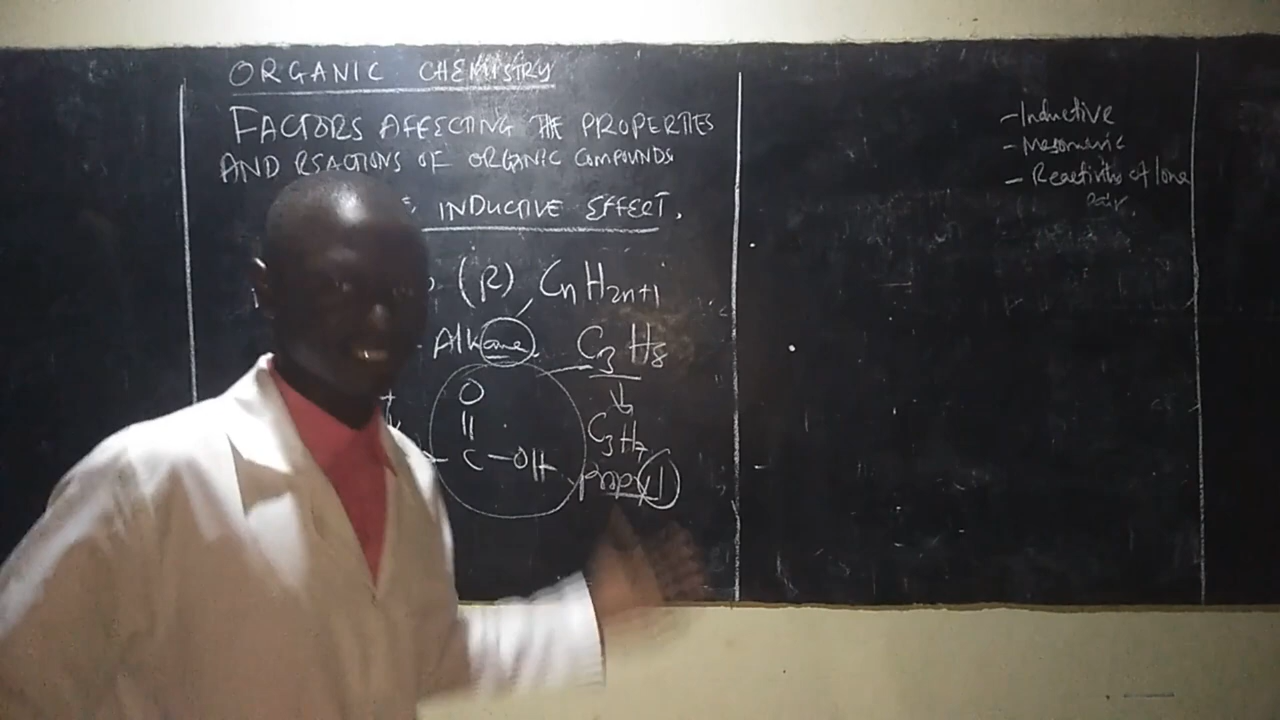 ORGANIC CHEMISTRY
FACTORS AFFECTING THE PROPERTIES
AND REACTIONS OF ORGANIC COMPOUNDS
INDUCTIVE EFFECT.
(R) CnH2n+1
Alkane. C3H8
O
||
C3H7
C-OH
propyl
- Inductive
- Mesomeric
- Reactivity of lone
pair